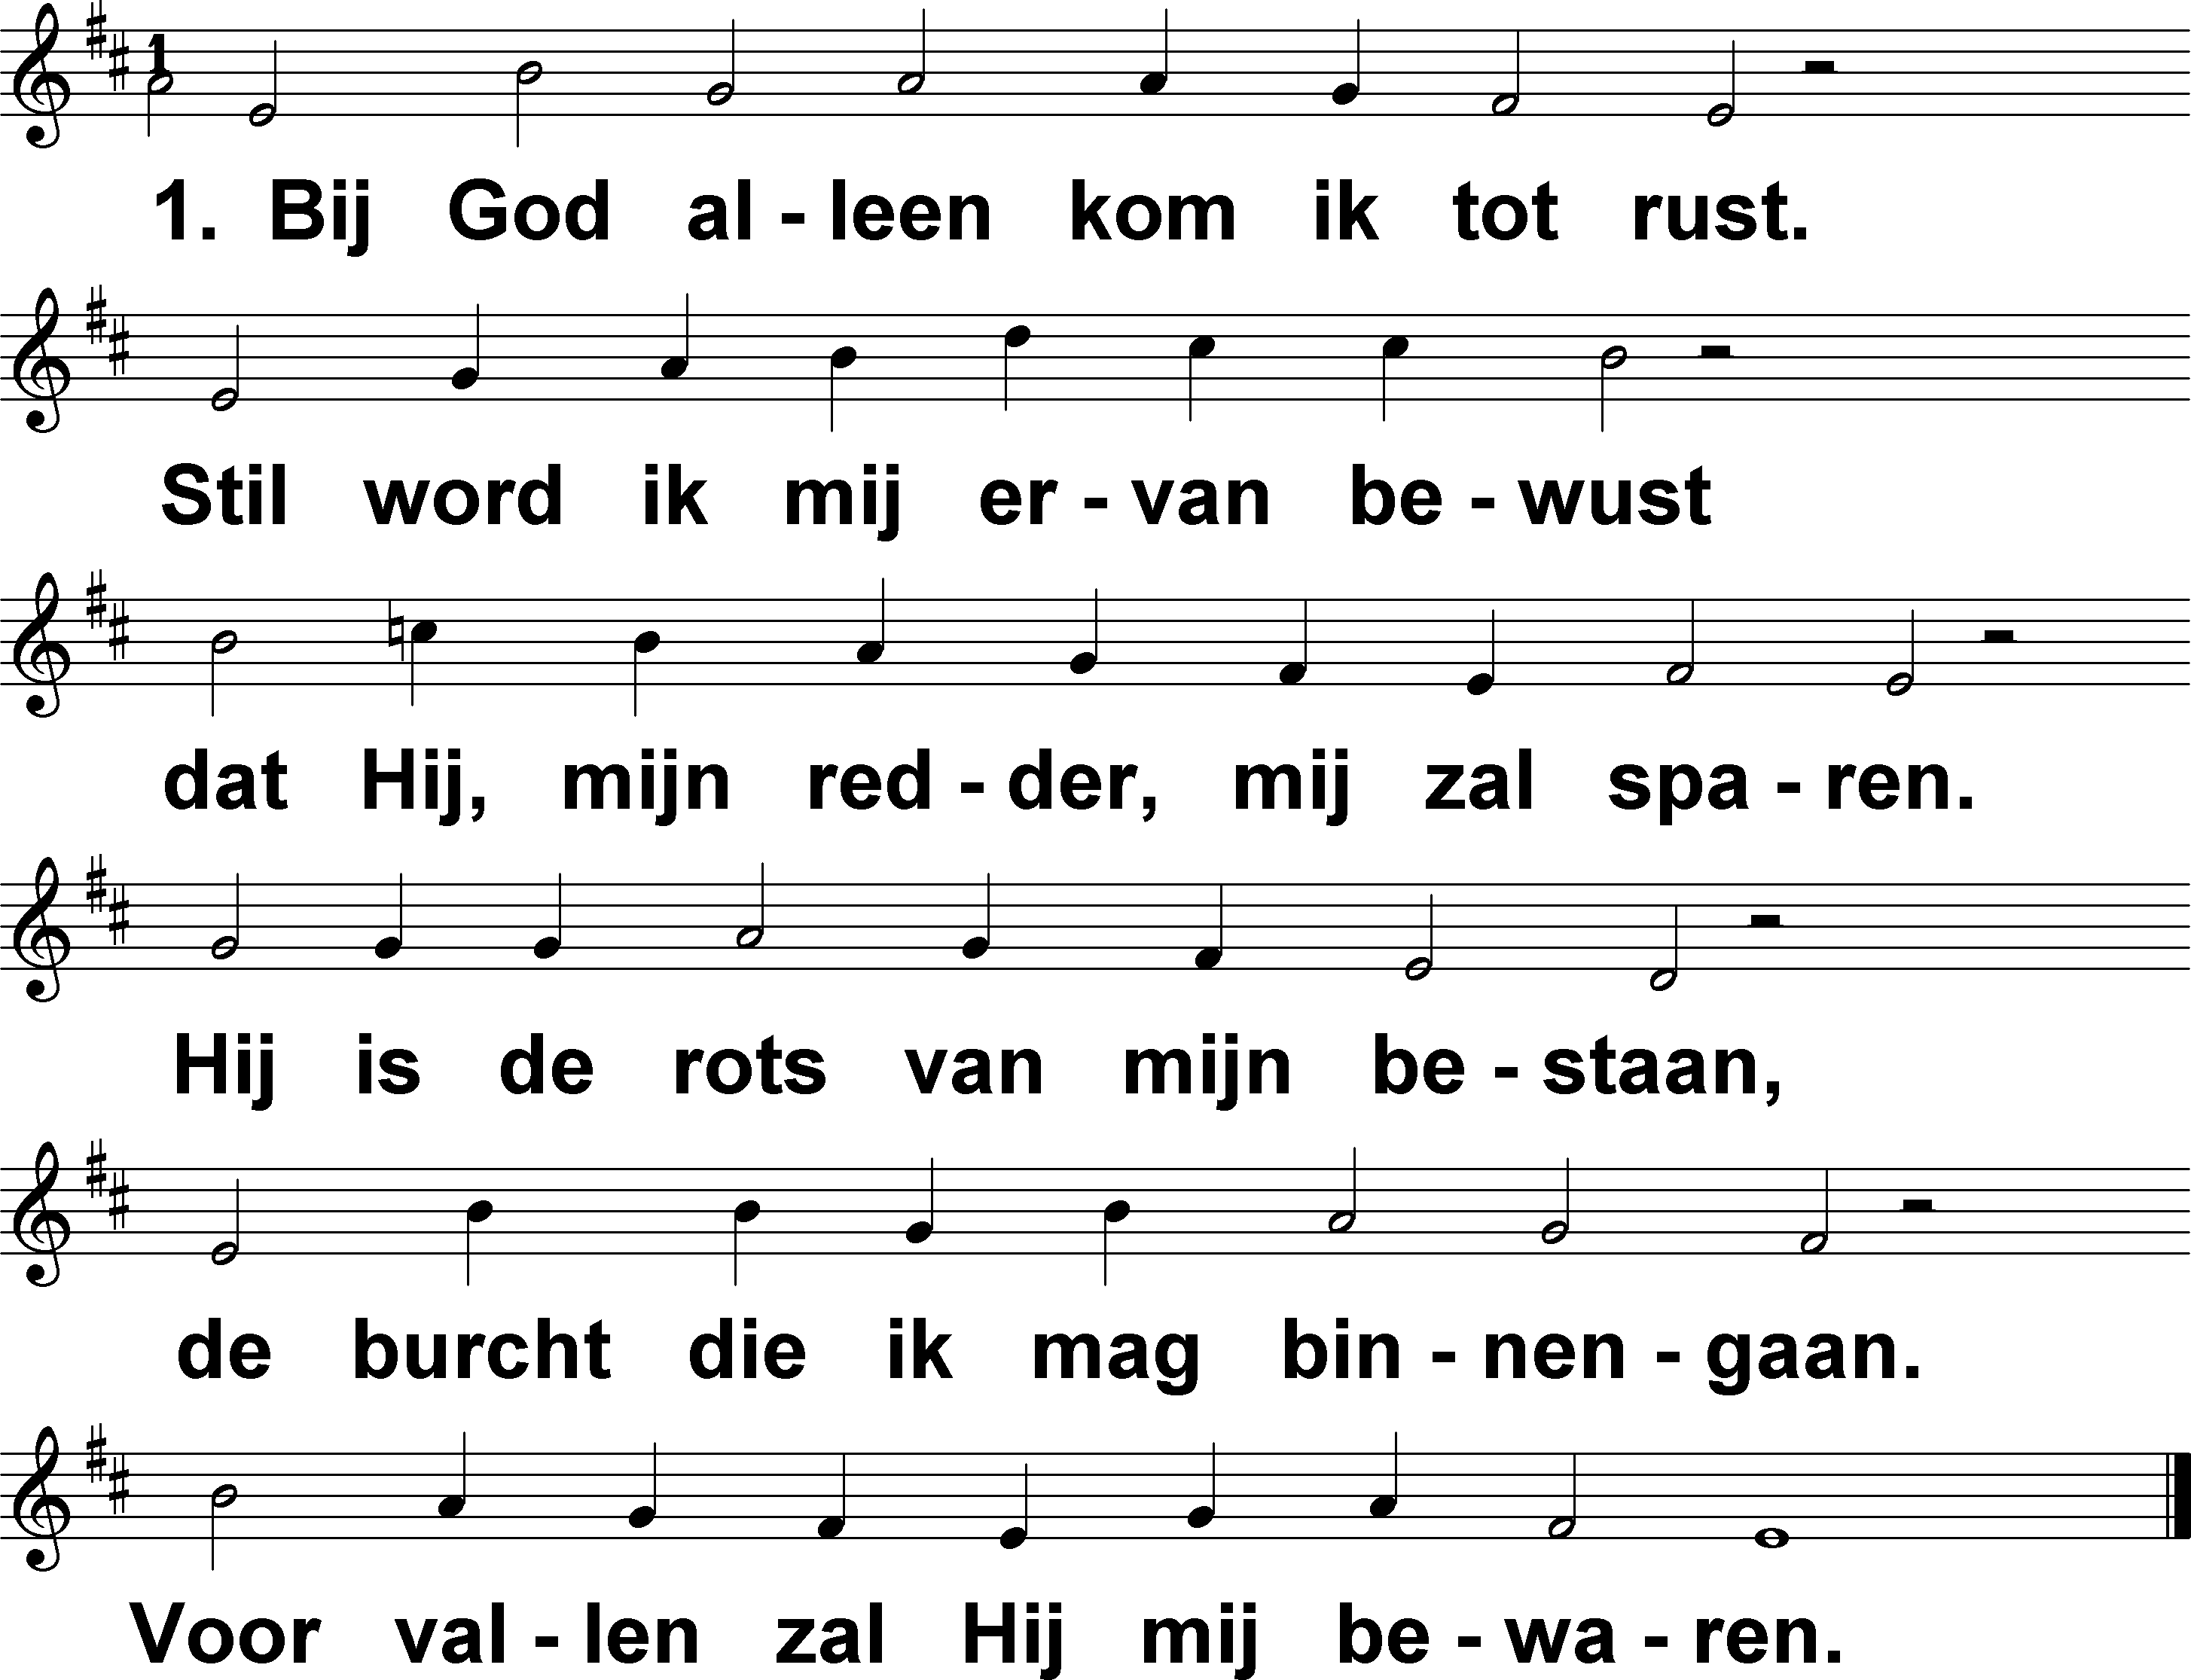 1
1. Bij God al - leen kom ik tot rust.
Stil word ik mij er - van be - wust
dat Hij, mijn red - der, mij zal spa - ren.
Hij is de rots van mijn be - staan,
de burcht die ik mag bin - nen - gaan.
Voor val - len zal Hij mij be - wa - ren.